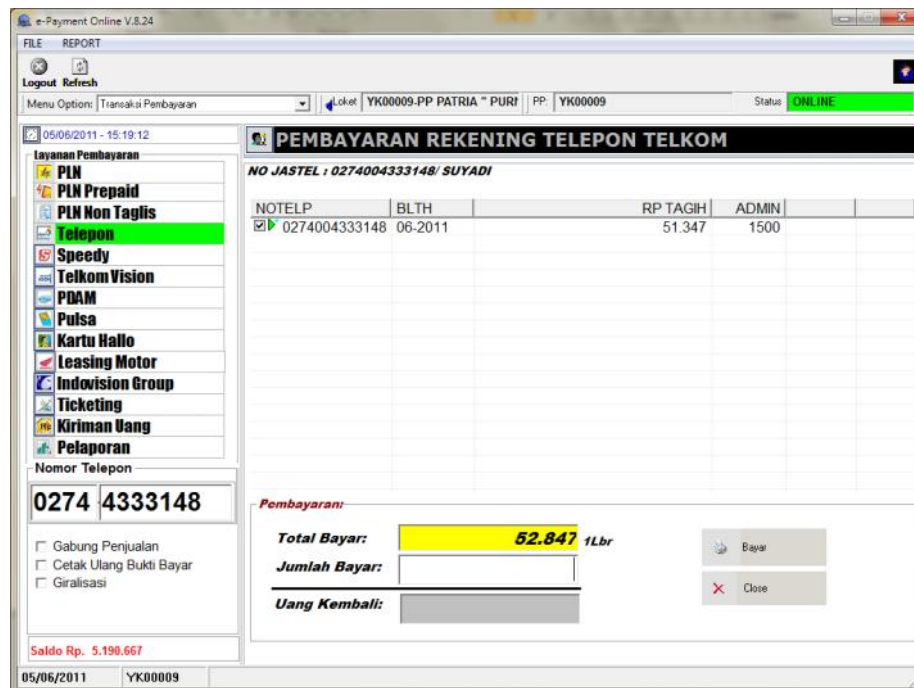 e-Payment Online V.8.24
FILE REPORT
Logout Refresh
Menu Option: Transaksi Pembayaran Loket YK00009-PP PATRIA " PURI PP: YK00009 Status ONLINE
05/06/2011 - 15:19:12
Layanan Pembayaran
PLN
PLN Prepaid
PLN Non Taglis
Telepon
Speedy
Telkom Vision
PDAM
Pulsa
Kartu Hallo
Leasing Motor
Indovision Group
Ticketing
Kiriman Uang
Pelaporan
Nomor Telepon
0274 4333148
Gabung Penjualan
Cetak Ulang Bukti Bayar
Giralisasi
Saldo Rp. 5.190.667
PEMBAYARAN REKENING TELEPON TELKOM
NO JASTEL : 0274004333148/ SUYADI
NOTELP BLTH RP TAGIH ADMIN
0274004333148 06-2011 51.347 1500
Pembayaran:
Total Bayar: 52.847 1Lbr
Jumlah Bayar:
Uang Kembali:
Bayar
Close
05/06/2011 YK00009